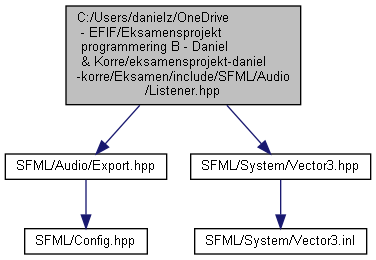 C:/Users/danielz/OneDrive
- EFIF/Eksamensprojekt
programmering B - Daniel
& Korre/eksamensprojekt-daniel
-korre/Eksamen/include/SFML/Audio
/Listener.hpp
SFML/Audio/Export.hpp
SFML/System/Vector3.hpp
SFML/Config.hpp
SFML/System/Vector3.inl